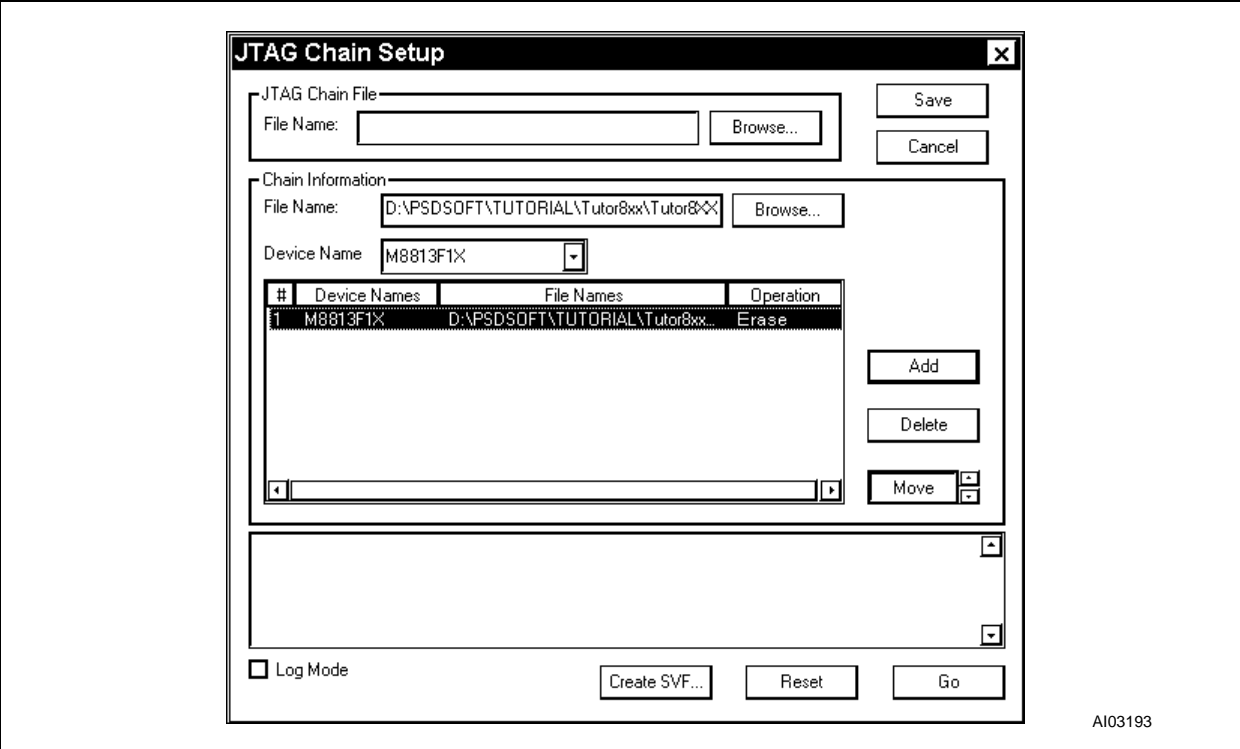 JTAG Chain Setup
JTAG Chain File
File Name:
Browse...
Save
Cancel
Chain Information
File Name:
D:\PSDSOFT\TUTORIAL\Tutor8xx\Tutor8XX
Browse...
Device Name
M8813F1X
# Device Names File Names Operation
1 M8813F1X D:\PSDSOFT\TUTORIAL\Tutor8xx... Erase
Add
Delete
Move
Log Mode
Create SVF...
Reset
Go
AI03193